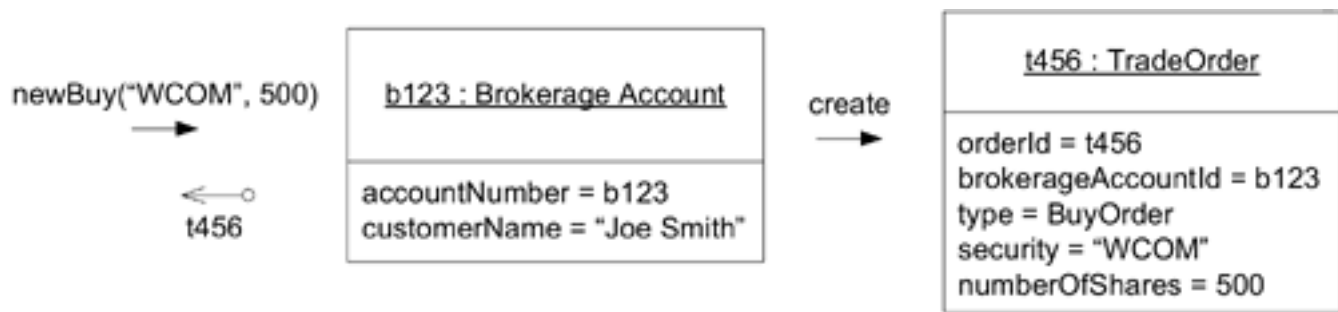 newBuy(“WCOM”, 500)
t456
b123 : Brokerage Account
accountNumber = b123
customerName = “Joe Smith”
create
t456 : TradeOrder
orderId = t456
brokerageAccountId = b123
type = BuyOrder
security = “WCOM”
numberOfShares = 500